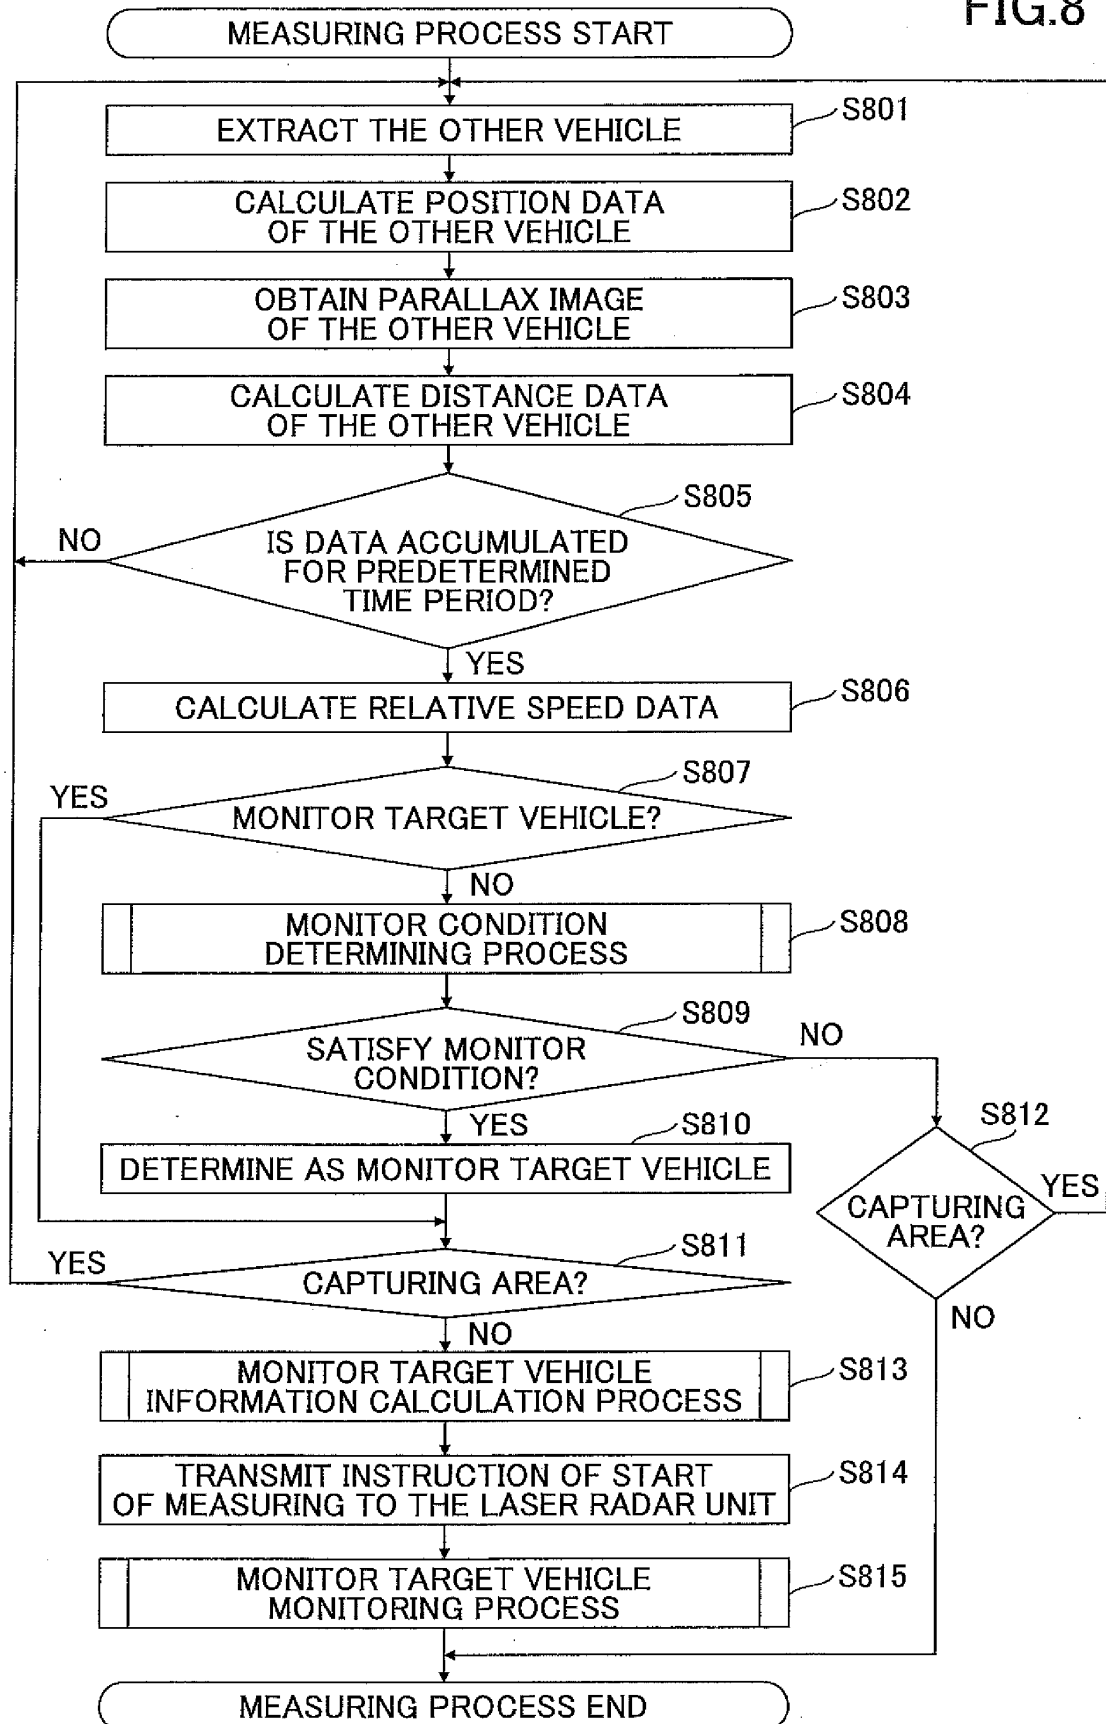 FIG.8
MEASURING PROCESS START
S801
EXTRACT THE OTHER VEHICLE
S802
CALCULATE POSITION DATA
OF THE OTHER VEHICLE
S803
OBTAIN PARALLAX IMAGE
OF THE OTHER VEHICLE
S804
CALCULATE DISTANCE DATA
OF THE OTHER VEHICLE
S805
NO
IS DATA ACCUMULATED
FOR PREDETERMINED
TIME PERIOD?
YES
S806
CALCULATE RELATIVE SPEED DATA
S807
YES
MONITOR TARGET VEHICLE?
NO
S808
MONITOR CONDITION
DETERMINING PROCESS
S809
NO
SATISFY MONITOR
CONDITION?
YES
S810
DETERMINE AS MONITOR TARGET VEHICLE
S812
YES
CAPTURING
AREA?
NO
S811
YES
CAPTURING AREA?
NO
S813
MONITOR TARGET VEHICLE
INFORMATION CALCULATION PROCESS
S814
TRANSMIT INSTRUCTION OF START
OF MEASURING TO THE LASER RADAR UNIT
S815
MONITOR TARGET VEHICLE
MONITORING PROCESS
MEASURING PROCESS END